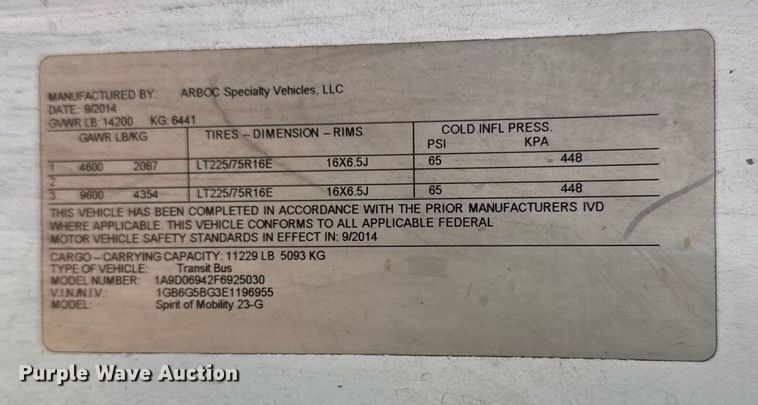 MANUFACTURED BY: ARBOC Specialty Vehicles, LLC
DATE: 9/2014
GVWR LB: 14200 KG: 6441
GAWR LB/KG TIRES - DIMENSION - RIMS COLD INFL PRESS.
PSI KPA
1 4600 2087 LT225/75R16E 16X6.5J 65 448
2
3 9600 4354 LT225/75R16E 16X6.5J 65 448
THIS VEHICLE HAS BEEN COMPLETED IN ACCORDANCE WITH THE PRIOR MANUFACTURERS IVD
WHERE APPLICABLE. THIS VEHICLE CONFORMS TO ALL APPLICABLE FEDERAL
MOTOR VEHICLE SAFETY STANDARDS IN EFFECT IN: 9/2014
CARGO - CARRYING CAPACITY: 11229 LB 5093 KG
TYPE OF VEHICLE: Transit Bus
MODEL NUMBER: 1A9D06942F6925030
V.I.N./N.I.V.: 1GB6G5BG3E1196955
MODEL: Spirit of Mobility 23-G
Purple Wave Auction